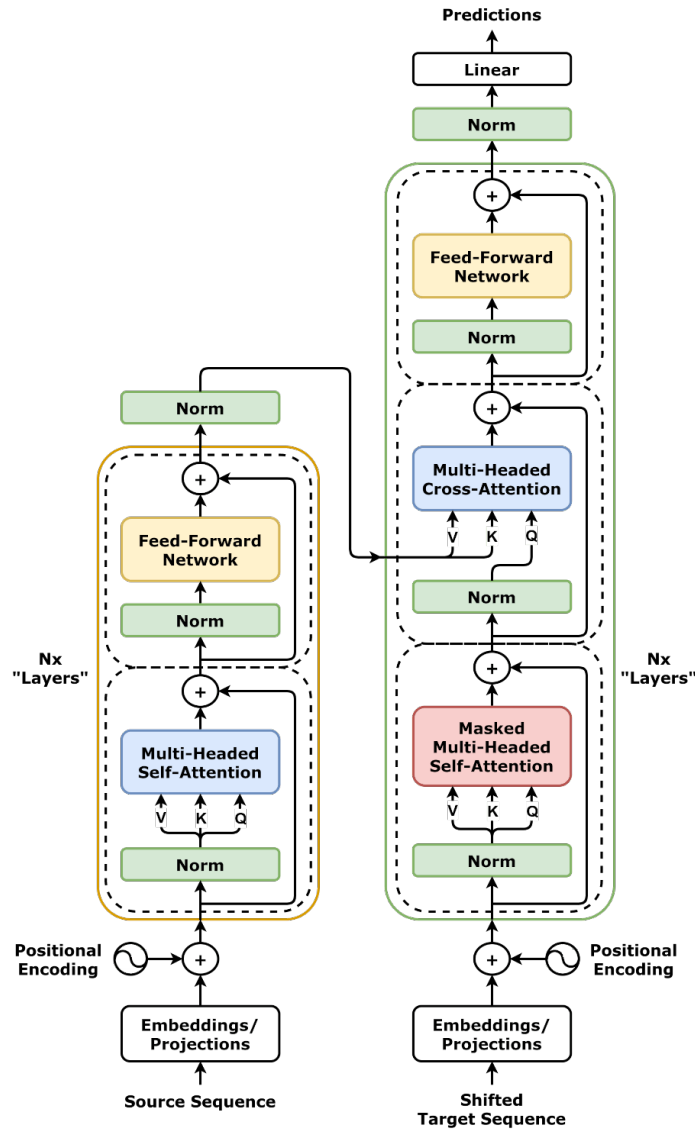 Predictions
Linear
Norm
+
Feed-Forward
Network
Norm
+
Multi-Headed
Cross-Attention
V K Q
Norm
+
Masked
Multi-Headed
Self-Attention
V K Q
Norm
Nx
"Layers"
+
Positional
Encoding
Embeddings/
Projections
Shifted
Target Sequence
Norm
+
Feed-Forward
Network
Norm
+
Multi-Headed
Self-Attention
V K Q
Norm
Nx
"Layers"
Positional
Encoding
+
Embeddings/
Projections
Source Sequence